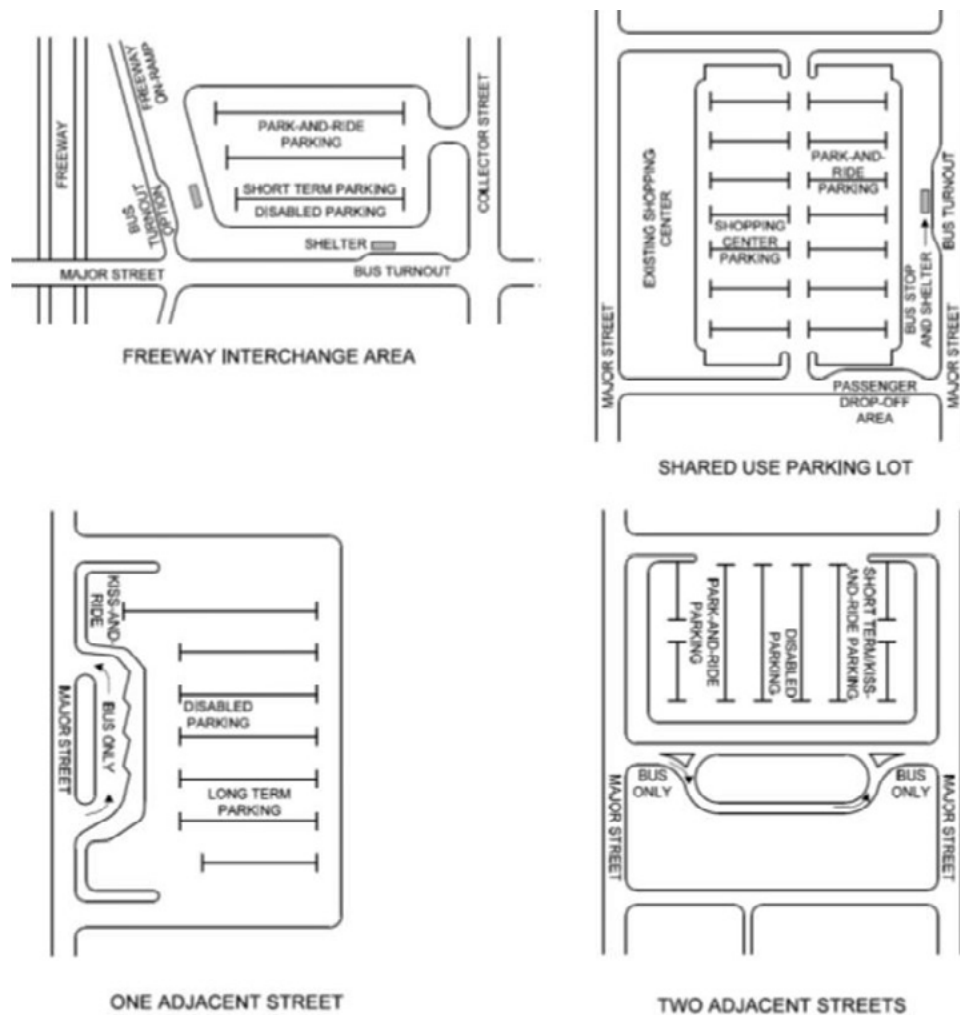 FREEWAY
FREEWAY
ON-RAMP
BUS
TURNOUT
OPTION
PARK-AND-RIDE
PARKING
SHORT TERM PARKING
DISABLED PARKING
SHELTER
BUS TURNOUT
MAJOR STREET
COLLECTOR STREET
FREEWAY INTERCHANGE AREA
EXISTING SHOPPING
CENTER
SHOPPING
CENTER
PARKING
PARK-AND-
RIDE
PARKING
BUS STOP
AND SHELTER
BUS TURNOUT
MAJOR STREET
MAJOR STREET
PASSENGER
DROP-OFF
AREA
SHARED USE PARKING LOT
KISS-AND-
RIDE
BUS ONLY
MAJOR STREET
DISABLED
PARKING
LONG TERM
PARKING
ONE ADJACENT STREET
PARK-AND-RIDE
PARKING
DISABLED
PARKING
SHORT TERM/KISS-
AND-RIDE PARKING
BUS
ONLY
BUS
ONLY
MAJOR STREET
MAJOR STREET
TWO ADJACENT STREETS